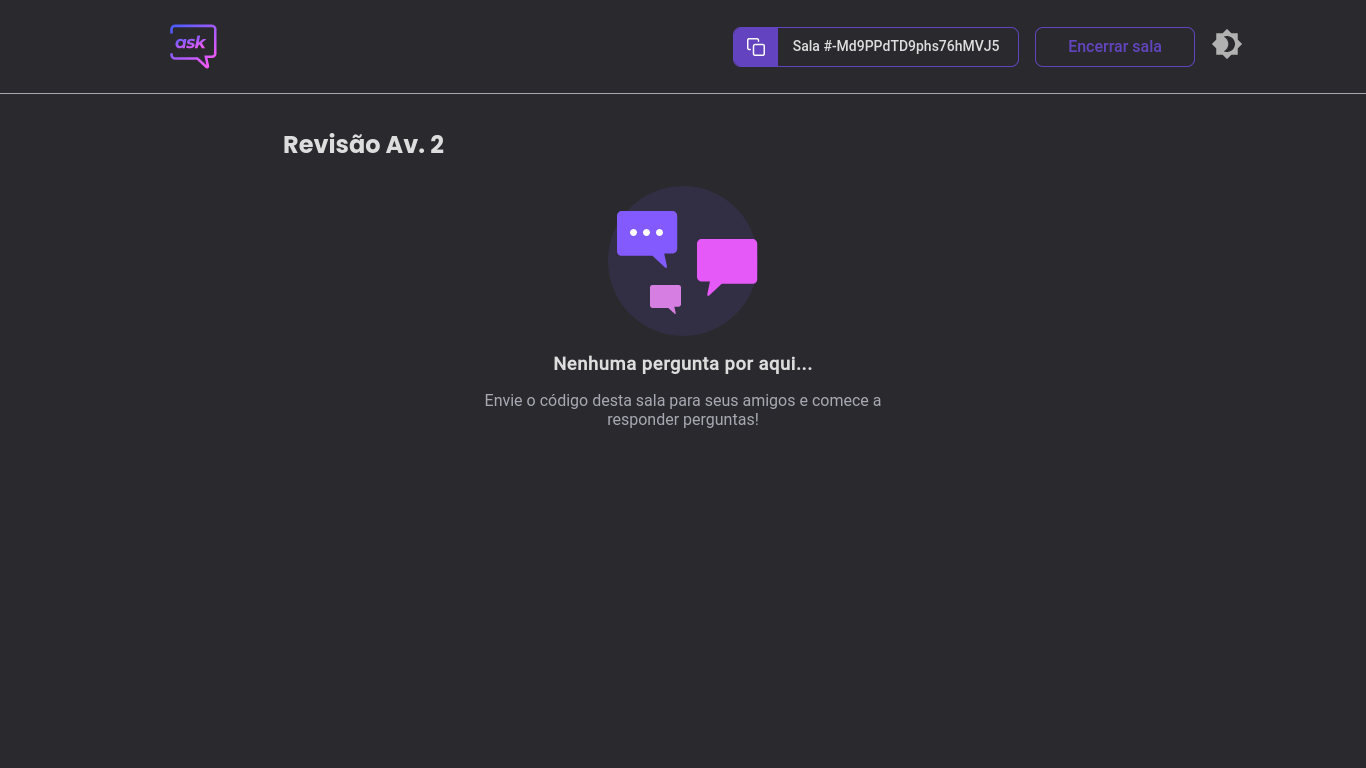 ask
Sala #-Md9PPdTD9phs76hMVJ5
Encerrar sala
Revisão Av. 2
Nenhuma pergunta por aqui...
Envie o código desta sala para seus amigos e comece a
responder perguntas!